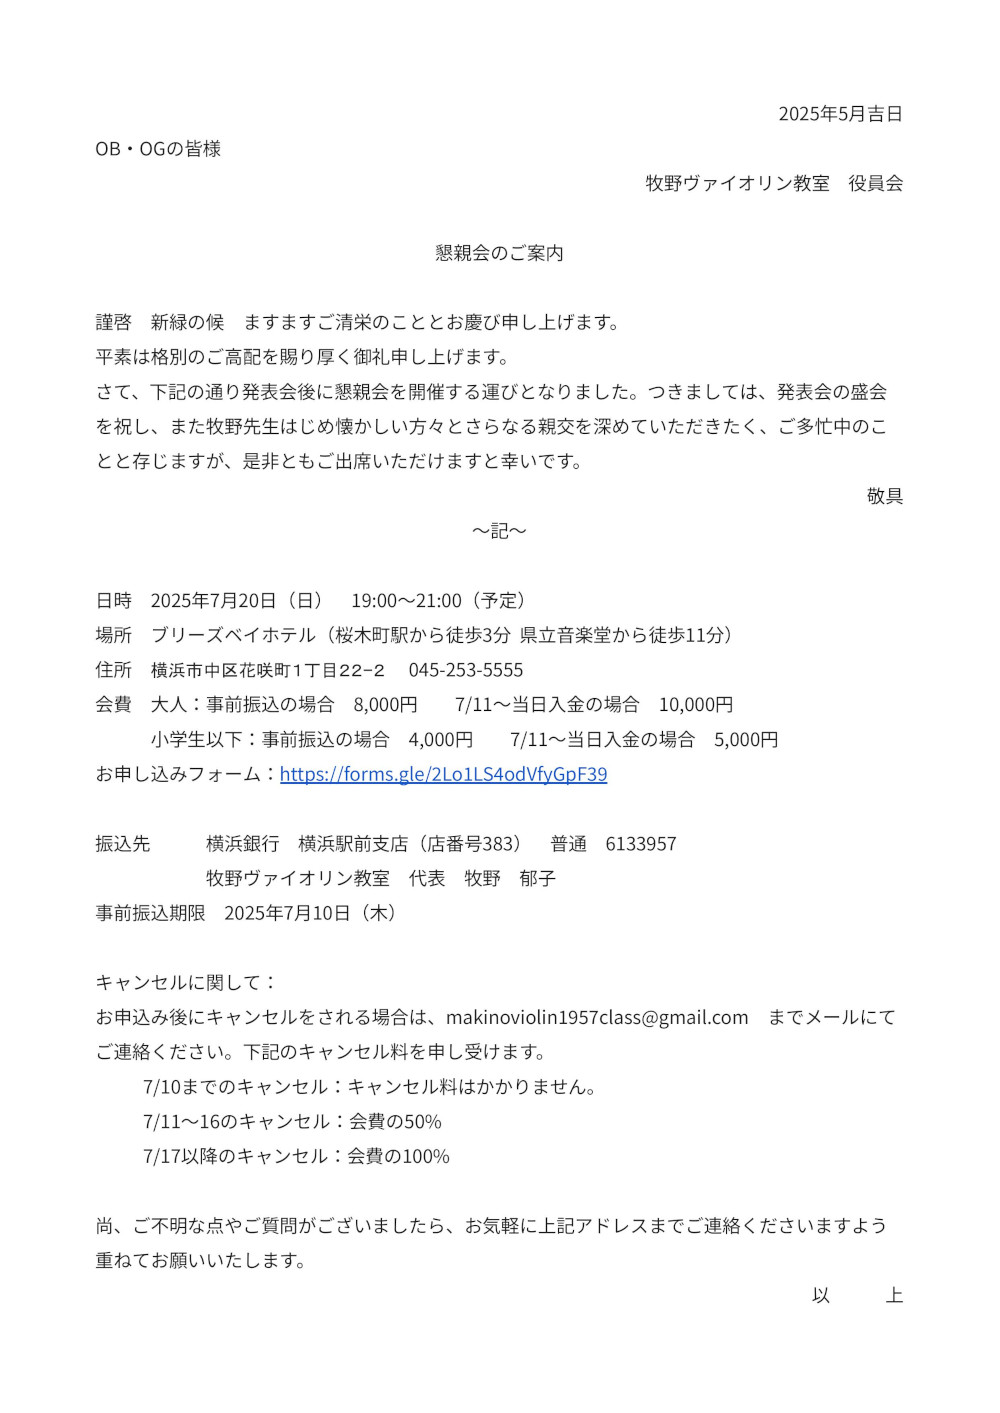 2025年5月吉日
OB・OGの皆様
牧野ヴァイオリン教室　役員会
懇親会のご案内
謹啓　新緑の候　ますますご清栄のこととお慶び申し上げます。
平素は格別のご高配を賜り厚く御礼申し上げます。
さて、下記の通り発表会後に懇親会を開催する運びとなりました。つきましては、発表会の盛会
を祝し、また牧野先生はじめ懐かしい方々とさらなる親交を深めていただきたく、ご多忙中のこ
とと存じますが、是非ともご出席いただけますと幸いです。
敬具
～記～
日時　2025年7月20日（日）　19:00～21:00（予定）
場所　ブリーズベイホテル（桜木町駅から徒歩3分 県立音楽堂から徒歩11分）
住所　横浜市中区花咲町1丁目22−2　045-253-5555
会費　大人：事前振込の場合　8,000円　　7/11～当日入金の場合　10,000円
　　　小学生以下：事前振込の場合　4,000円　　7/11～当日入金の場合　5,000円
お申し込みフォーム：https://forms.gle/2Lo1LS4odVfyGpF39
振込先　　　横浜銀行　横浜駅前支店（店番号383）　普通　6133957
　　　　　　牧野ヴァイオリン教室　代表　牧野　郁子
事前振込期限　2025年7月10日（木）
キャンセルに関して：
お申込み後にキャンセルをされる場合は、makinoviolin1957class@gmail.com　までメールにて
ご連絡ください。下記のキャンセル料を申し受けます。
7/10までのキャンセル：キャンセル料はかかりません。
7/11～16のキャンセル：会費の50%
7/17以降のキャンセル：会費の100%
尚、ご不明な点やご質問がございましたら、お気軽に上記アドレスまでご連絡くださいますよう
重ねてお願いいたします。
以　　　上